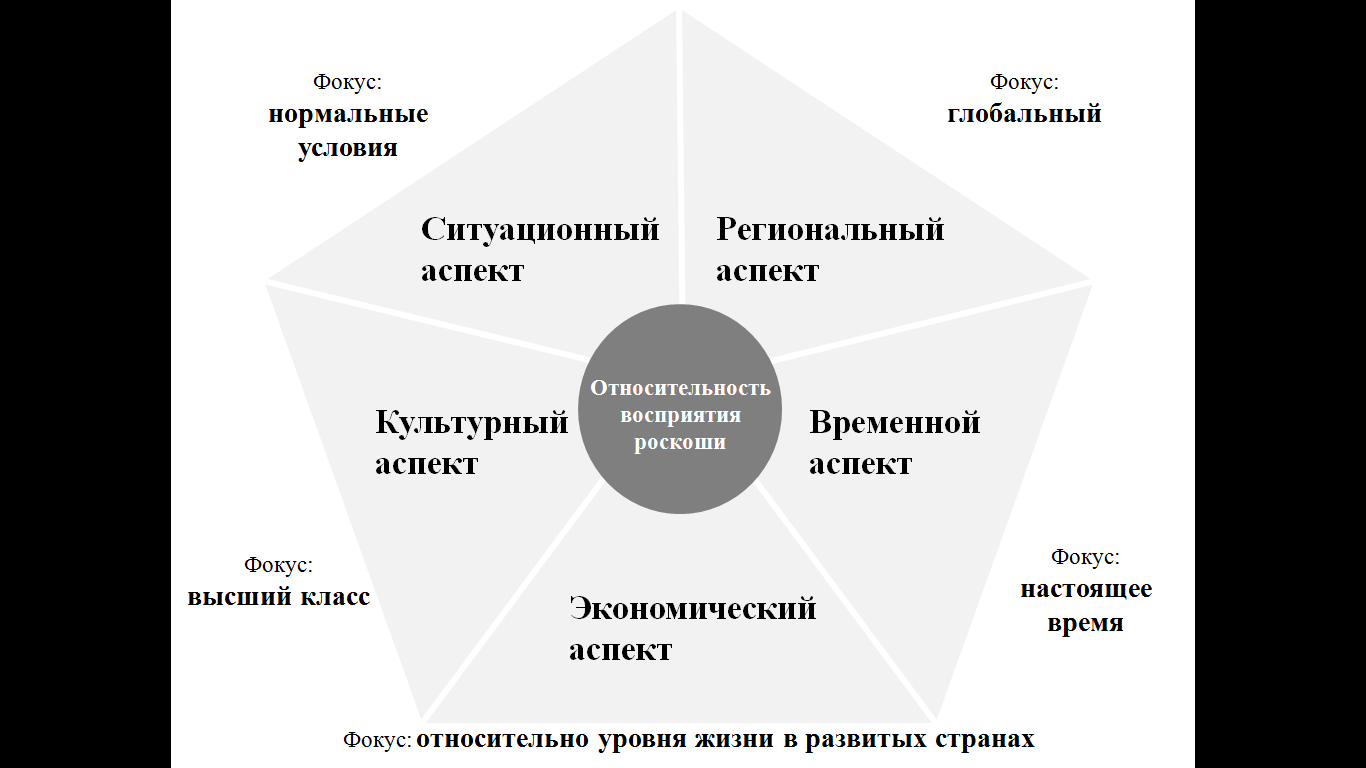 Фокус:
нормальные
условия
Фокус:
глобальный
Ситуационный
аспект
Региональный
аспект
Относительность
восприятия
роскоши
Культурный
аспект
Временной
аспект
Фокус:
высший класс
Фокус:
настоящее
время
Экономический
аспект
Фокус: относительно уровня жизни в развитых странах